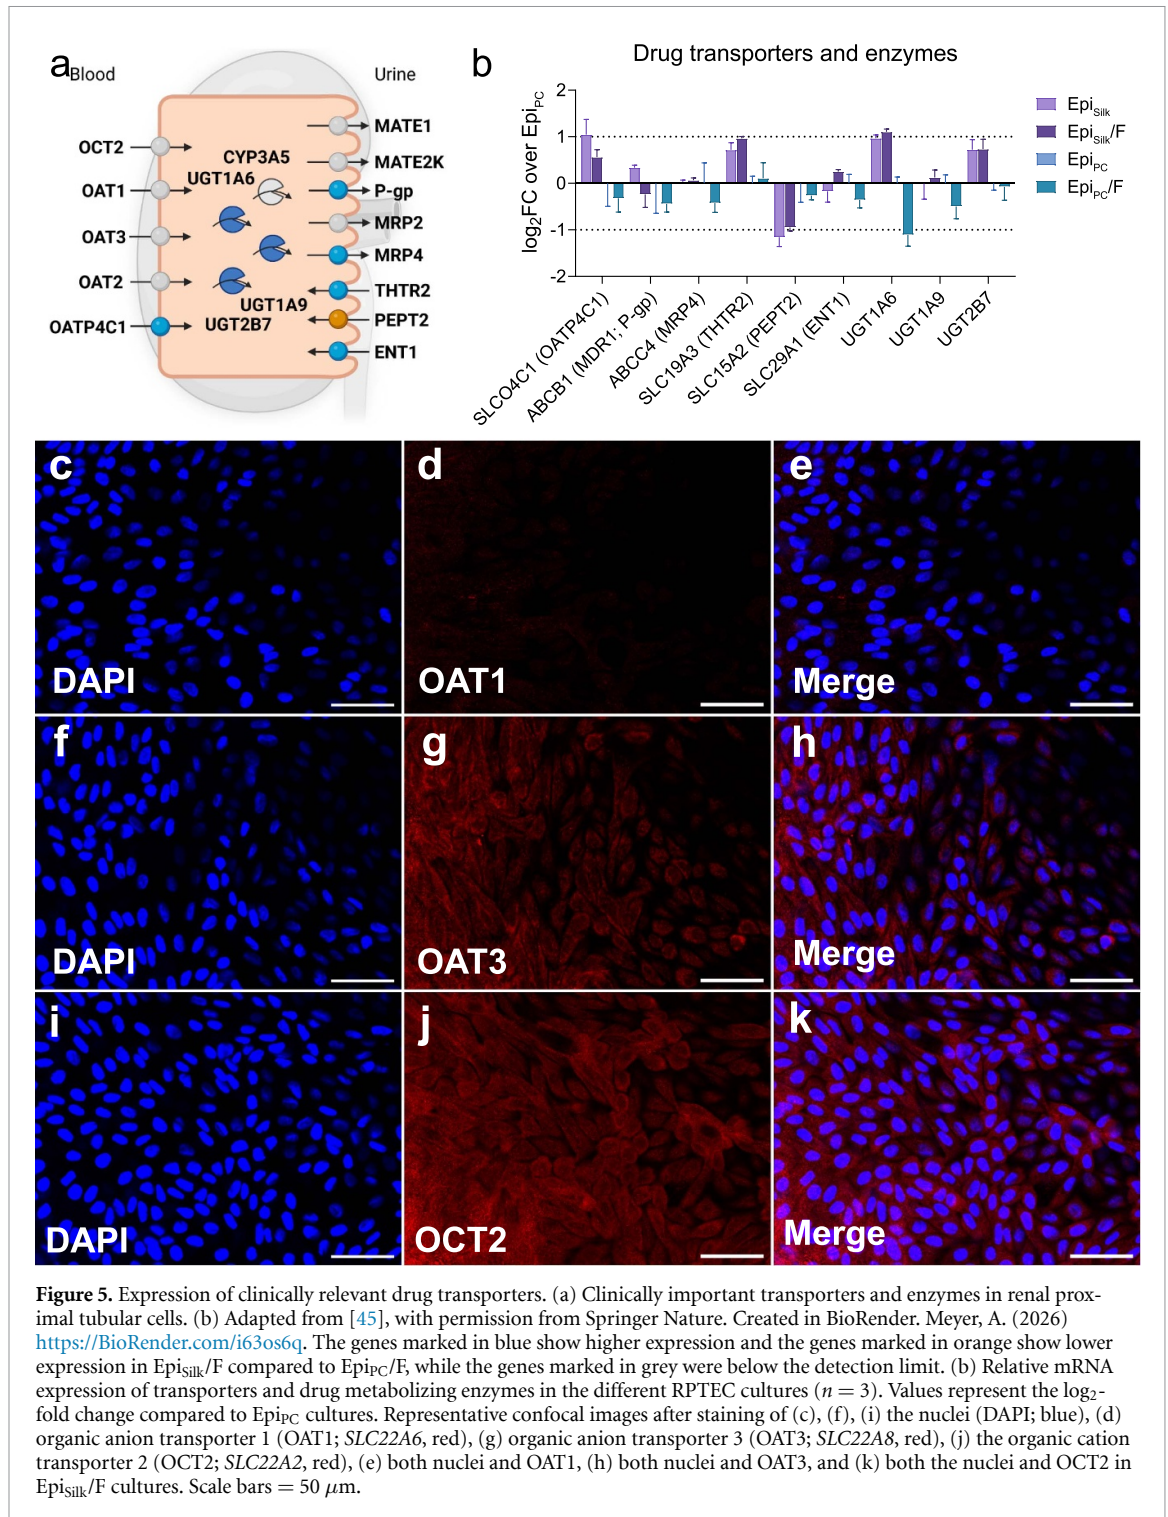 a
Blood
Urine
OCT2
OAT1
OAT3
OAT2
OATP4C1
CYP3A5
UGT1A6
UGT1A9
UGT2B7
MATE1
MATE2K
P-gp
MRP2
MRP4
THTR2
PEPT2
ENT1
b
Drug transporters and enzymes
log2FC over EpiPC
2
1
0
-1
-2
SLCO4C1 (OATP4C1)
ABCB1 (MDR1; P-gp)
ABCC4 (MRP4)
SLC19A3 (THTR2)
SLC15A2 (PEPT2)
SLC29A1 (ENT1)
UGT1A6
UGT1A9
UGT2B7
EpiSilk
EpiSilk/F
EpiPC
EpiPC/F
c
DAPI
d
OAT1
e
Merge
f
DAPI
g
OAT3
h
Merge
i
DAPI
j
OCT2
k
Merge
Figure 5. Expression of clinically relevant drug transporters. (a) Clinically important transporters and enzymes in renal prox-
imal tubular cells. (b) Adapted from [45], with permission from Springer Nature. Created in BioRender. Meyer, A. (2026)
https://BioRender.com/i63os6q. The genes marked in blue show higher expression and the genes marked in orange show lower
expression in EpiSilk/F compared to EpiPC/F, while the genes marked in grey were below the detection limit. (b) Relative mRNA
expression of transporters and drug metabolizing enzymes in the different RPTEC cultures (n = 3). Values represent the log2-
fold change compared to EpiPC cultures. Representative confocal images after staining of (c), (f), (i) the nuclei (DAPI; blue), (d)
organic anion transporter 1 (OAT1; SLC22A6, red), (g) organic anion transporter 3 (OAT3; SLC22A8, red), (j) the organic cation
transporter 2 (OCT2; SLC22A2, red), (e) both nuclei and OAT1, (h) both nuclei and OAT3, and (k) both the nuclei and OCT2 in
EpiSilk/F cultures. Scale bars = 50 μm.